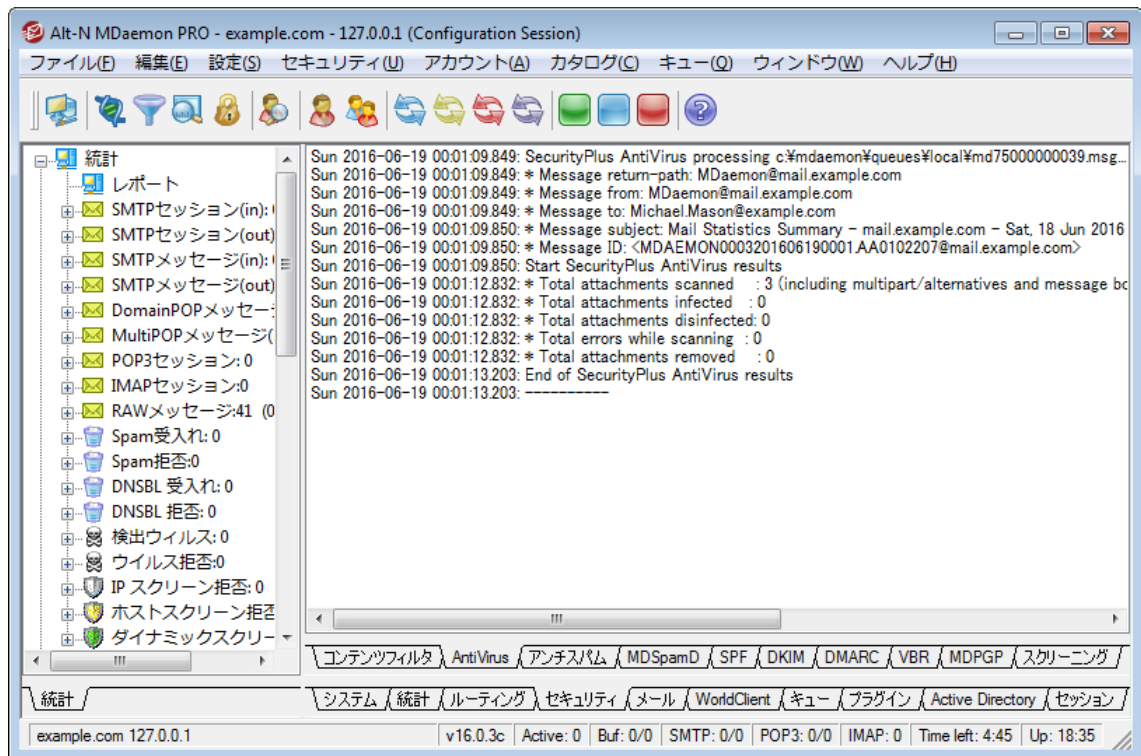 Alt-N MDaemon PRO - example.com - 127.0.0.1 (Configuration Session)
ファイル(F) 編集(E) 設定(S) セキュリティ(U) アカウント(A) カタログ(C) キュー(Q) ウィンドウ(W) ヘルプ(H)
統計
レポート
SMTPセッション(in):
SMTPセッション(out)
SMTPメッセージ(in):
SMTPメッセージ(out)
DomainPOPメッセー
MultiPOPメッセージ(
POP3セッション: 0
IMAPセッション:0
RAWメッセージ:41 (0
Spam受入れ: 0
Spam拒否:0
DNSBL 受入れ: 0
DNSBL 拒否: 0
検出ウィルス: 0
ウイルス拒否:0
IP スクリーン拒否: 0
ホストスクリーン拒否
ダイナミックスクリー
統計
Sun 2016-06-19 00:01:09.849: SecurityPlus AntiVirus processing c:¥mdaemon¥queues¥local¥md75000000039.msg...
Sun 2016-06-19 00:01:09.849: * Message return-path: MDaemon@mail.example.com
Sun 2016-06-19 00:01:09.849: * Message from: MDaemon@mail.example.com
Sun 2016-06-19 00:01:09.849: * Message to: Michael.Mason@example.com
Sun 2016-06-19 00:01:09.850: * Message subject: Mail Statistics Summary - mail.example.com - Sat, 18 Jun 2016
Sun 2016-06-19 00:01:09.850: * Message ID: <MDAEMON0003201606190001.AA0102207@mail.example.com>
Sun 2016-06-19 00:01:09.850: Start SecurityPlus AntiVirus results
Sun 2016-06-19 00:01:12.832: * Total attachments scanned : 3 (including multipart/alternatives and message bo
Sun 2016-06-19 00:01:12.832: * Total attachments infected : 0
Sun 2016-06-19 00:01:12.832: * Total attachments disinfected: 0
Sun 2016-06-19 00:01:12.832: * Total errors while scanning : 0
Sun 2016-06-19 00:01:12.832: * Total attachments removed : 0
Sun 2016-06-19 00:01:13.203: End of SecurityPlus AntiVirus results
Sun 2016-06-19 00:01:13.203: ----------
コンテンツフィルタ AntiVirus アンチスパム MDSpamD SPF DKIM DMARC VBR MDPGP スクリーニング
システム 統計 ルーティング セキュリティ メール WorldClient キュー プラグイン Active Directory セッション
example.com 127.0.0.1 v16.0.3c Active: 0 Buf: 0/0 SMTP: 0/0 POP3: 0/0 IMAP: 0 Time left: 4:45 Up: 18:35